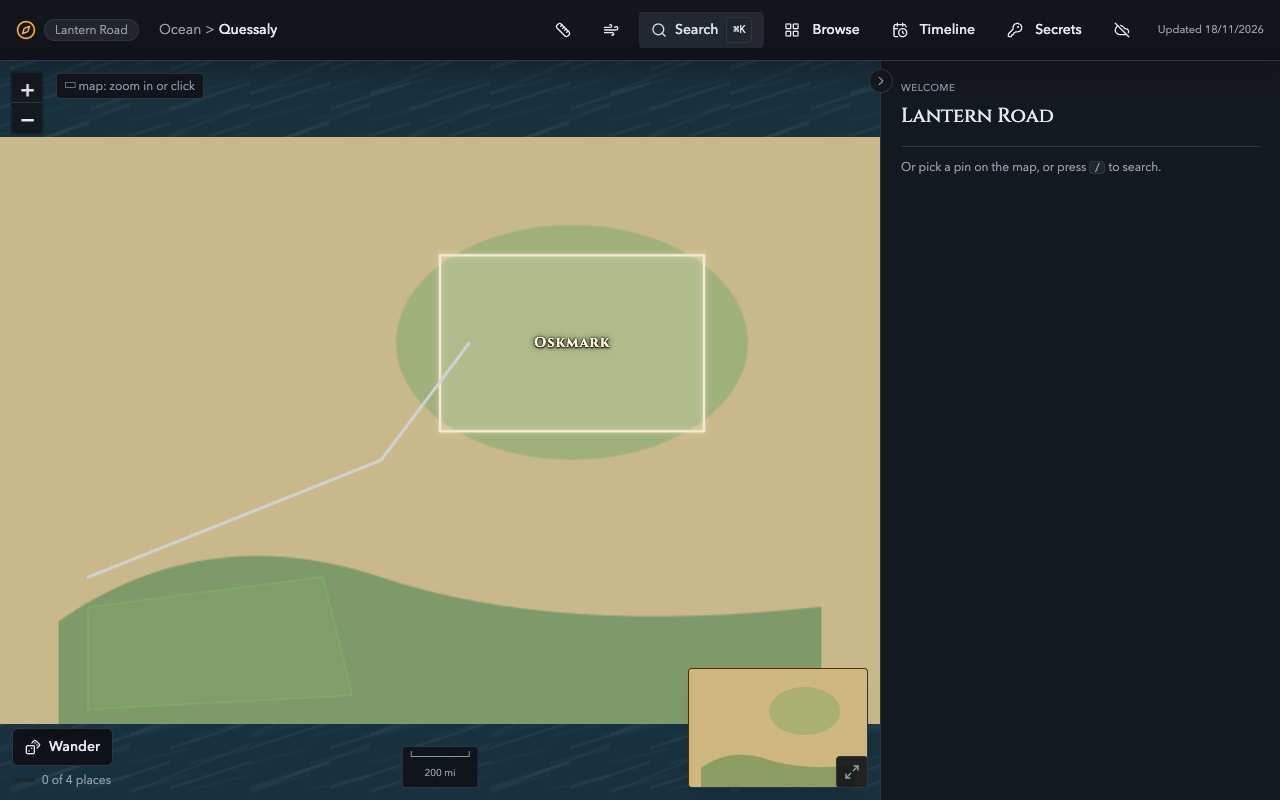 Lantern Road
Ocean > Quessaly
Search ⌘K
Browse
Timeline
Secrets
Updated 18/11/2026
+
−
map: zoom in or click
WELCOME
Lantern Road
Or pick a pin on the map, or press / to search.
Oskmark
Wander
0 of 4 places
200 mi